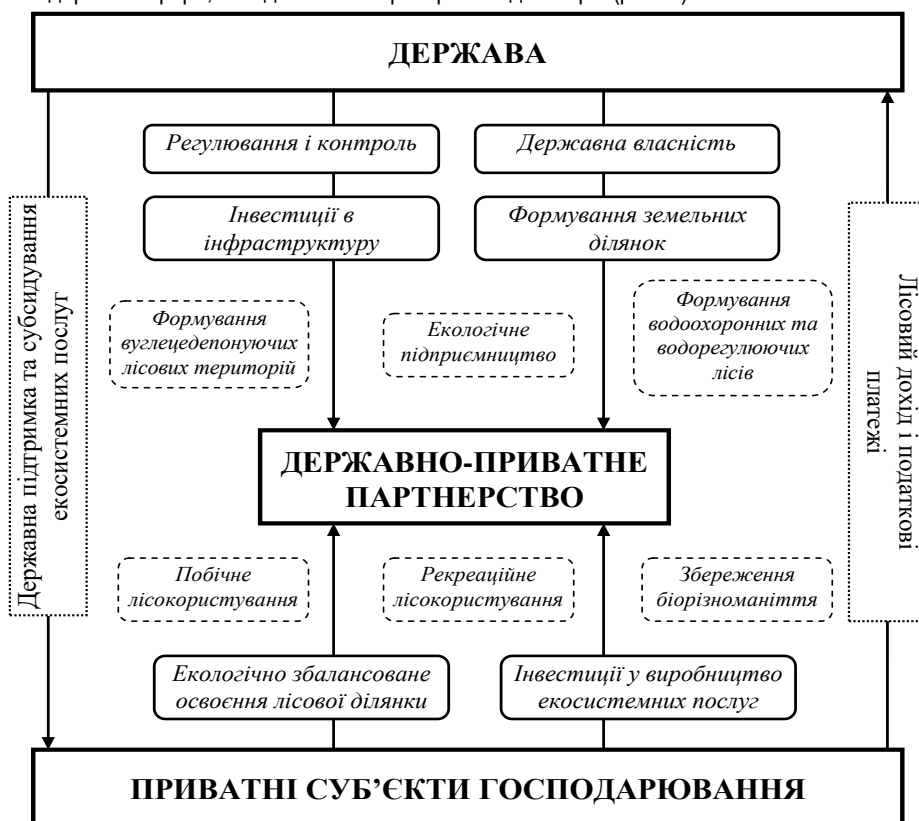 ДЕРЖАВА
Регулювання і контроль
Державна власність
Інвестиції в
інфраструктуру
Формування земельних
ділянок
Державна підтримка та субсидування
екосистемних послуг
Лісовий дохід і податкові
платежі
Формування
вуглецедепонуючих
лісових територій
Екологічне
підприємництво
Формування
водоохоронних та
водорегулюючих
лісів
ДЕРЖАВНО-ПРИВАТНЕ
ПАРТНЕРСТВО
Побічне
лісокористування
Рекреаційне
лісокористування
Збереження
біорізноманіття
Екологічно збалансоване
освоєння лісової ділянки
Інвестиції у виробництво
екосистемних послуг
ПРИВАТНІ СУБ’ЄКТИ ГОСПОДАРЮВАННЯ